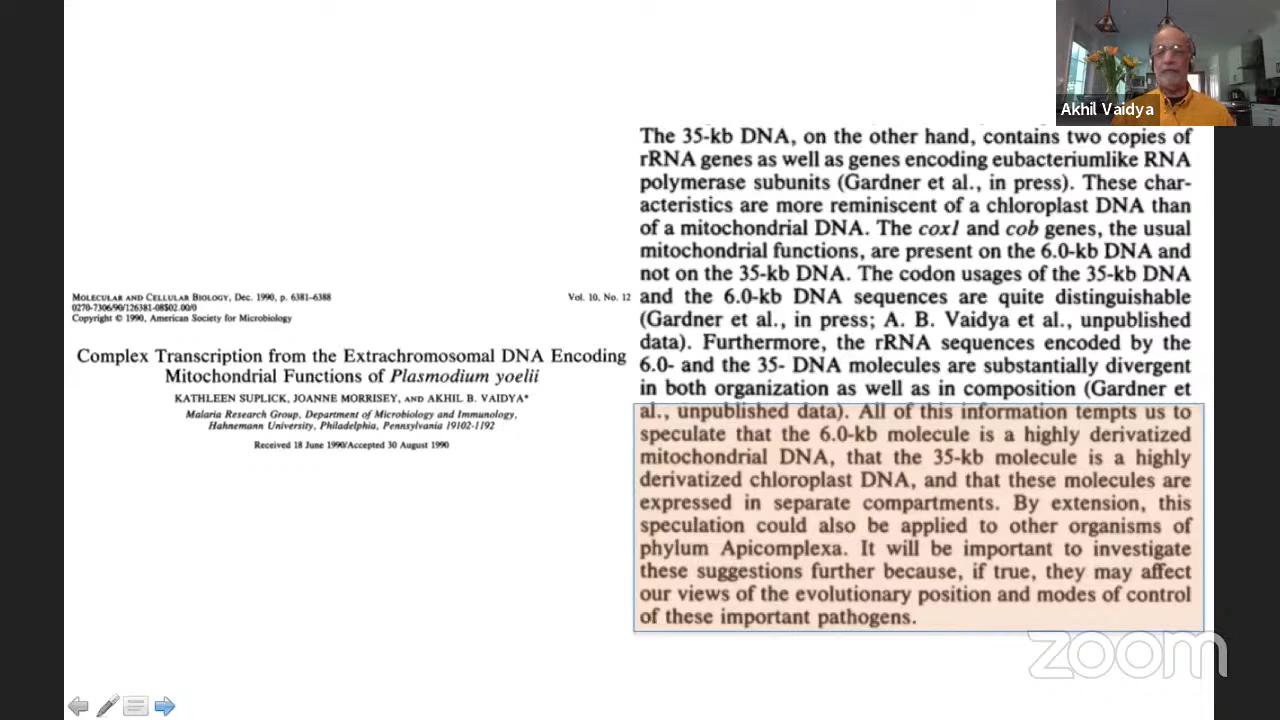 Akhil Vaidya
MOLECULAR AND CELLULAR BIOLOGY, Dec. 1990, p. 6381-6388
Vol. 10, No. 12
0270-7306/90/126381-08$02.00/0
Copyright © 1990, American Society for Microbiology
Complex Transcription from the Extrachromosomal DNA Encoding
Mitochondrial Functions of Plasmodium yoelii
KATHLEEN SUPLICK, JOANNE MORRISEY, AND AKHIL B. VAIDYA*
Malaria Research Group, Department of Microbiology and Immunology,
Hahnemann University, Philadelphia, Pennsylvania 19102-1192
Received 18 June 1990/Accepted 30 August 1990
The 35-kb DNA, on the other hand, contains two copies of
rRNA genes as well as genes encoding eubacteriumlike RNA
polymerase subunits (Gardner et al., in press). These char-
acteristics are more reminiscent of a chloroplast DNA than
of a mitochondrial DNA. The cox1 and cob genes, the usual
mitochondrial functions, are present on the 6.0-kb DNA and
not on the 35-kb DNA. The codon usages of the 35-kb DNA
and the 6.0-kb DNA sequences are quite distinguishable
(Gardner et al., in press; A. B. Vaidya et al., unpublished
data). Furthermore, the rRNA sequences encoded by the
6.0- and the 35- DNA molecules are substantially divergent
in both organization as well as in composition (Gardner et
al., unpublished data). All of this information tempts us to
speculate that the 6.0-kb molecule is a highly derivatized
mitochondrial DNA, that the 35-kb molecule is a highly
derivatized chloroplast DNA, and that these molecules are
expressed in separate compartments. By extension, this
speculation could also be applied to other organisms of
phylum Apicomplexa. It will be important to investigate
these suggestions further because, if true, they may affect
our views of the evolutionary position and modes of control
of these important pathogens.
zoom